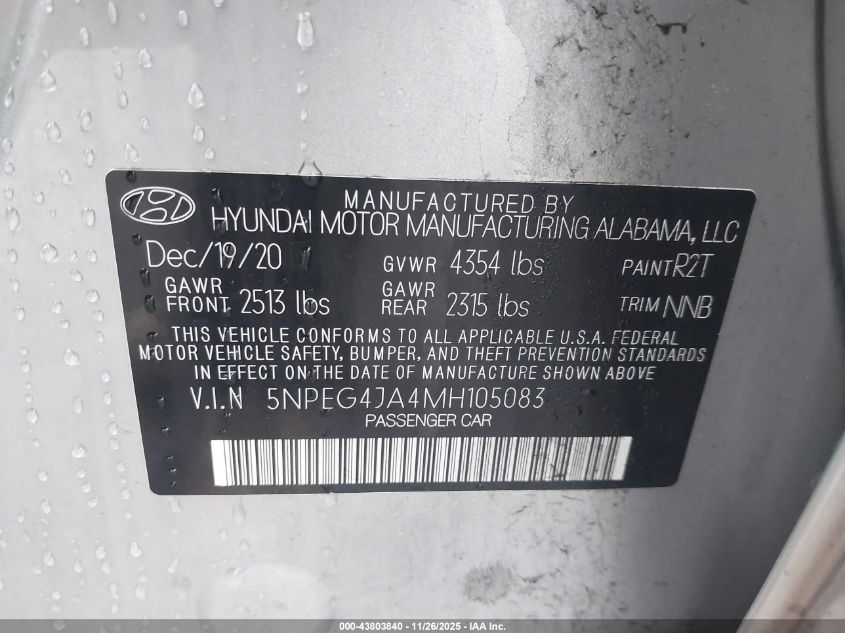 MANUFACTURED BY
HYUNDAI MOTOR MANUFACTURING ALABAMA, LLC
Dec/19/20 GVWR 4354 lbs PAINT R2T
GAWR FRONT 2513 lbs GAWR REAR 2315 lbs TRIM NNB
THIS VEHICLE CONFORMS TO ALL APPLICABLE U.S.A. FEDERAL
MOTOR VEHICLE SAFETY, BUMPER, AND THEFT PREVENTION STANDARDS
IN EFFECT ON THE DATE OF MANUFACTURE SHOWN ABOVE
V.I.N 5NPEG4JA4MH105083
PASSENGER CAR
000-43803840 - 11/26/2025 - IAA Inc.